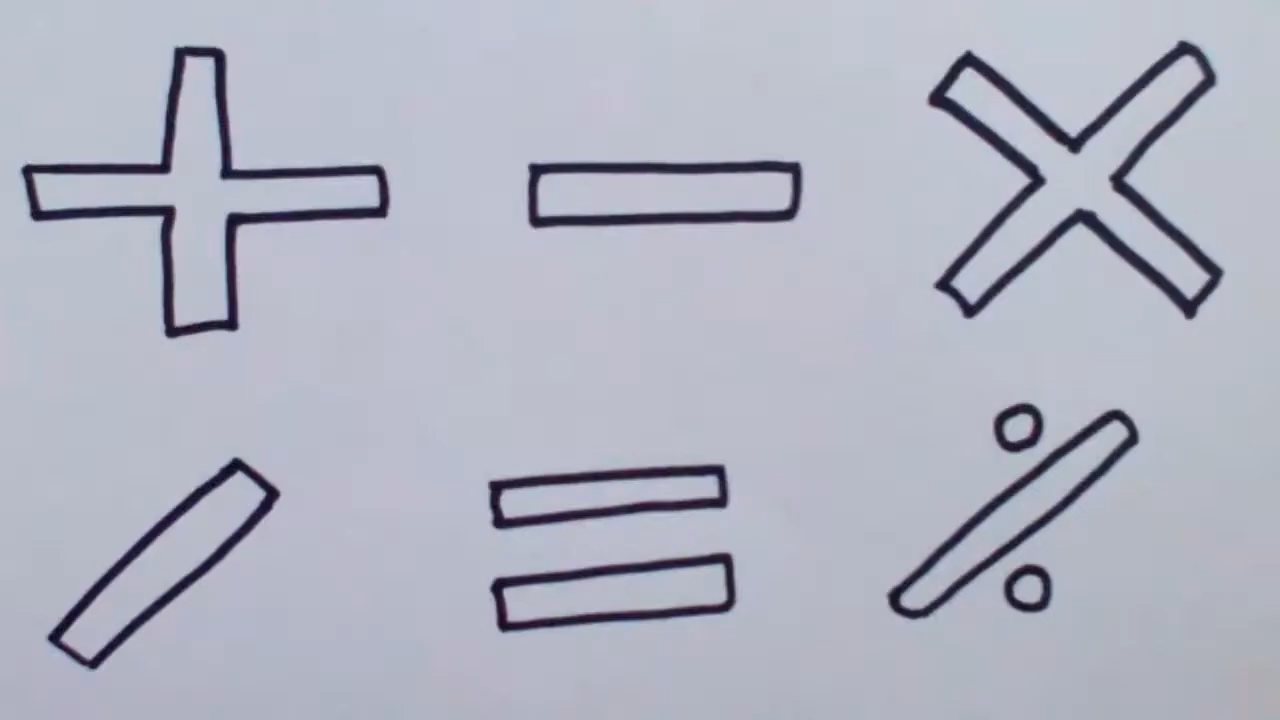 + − ×
/ = %